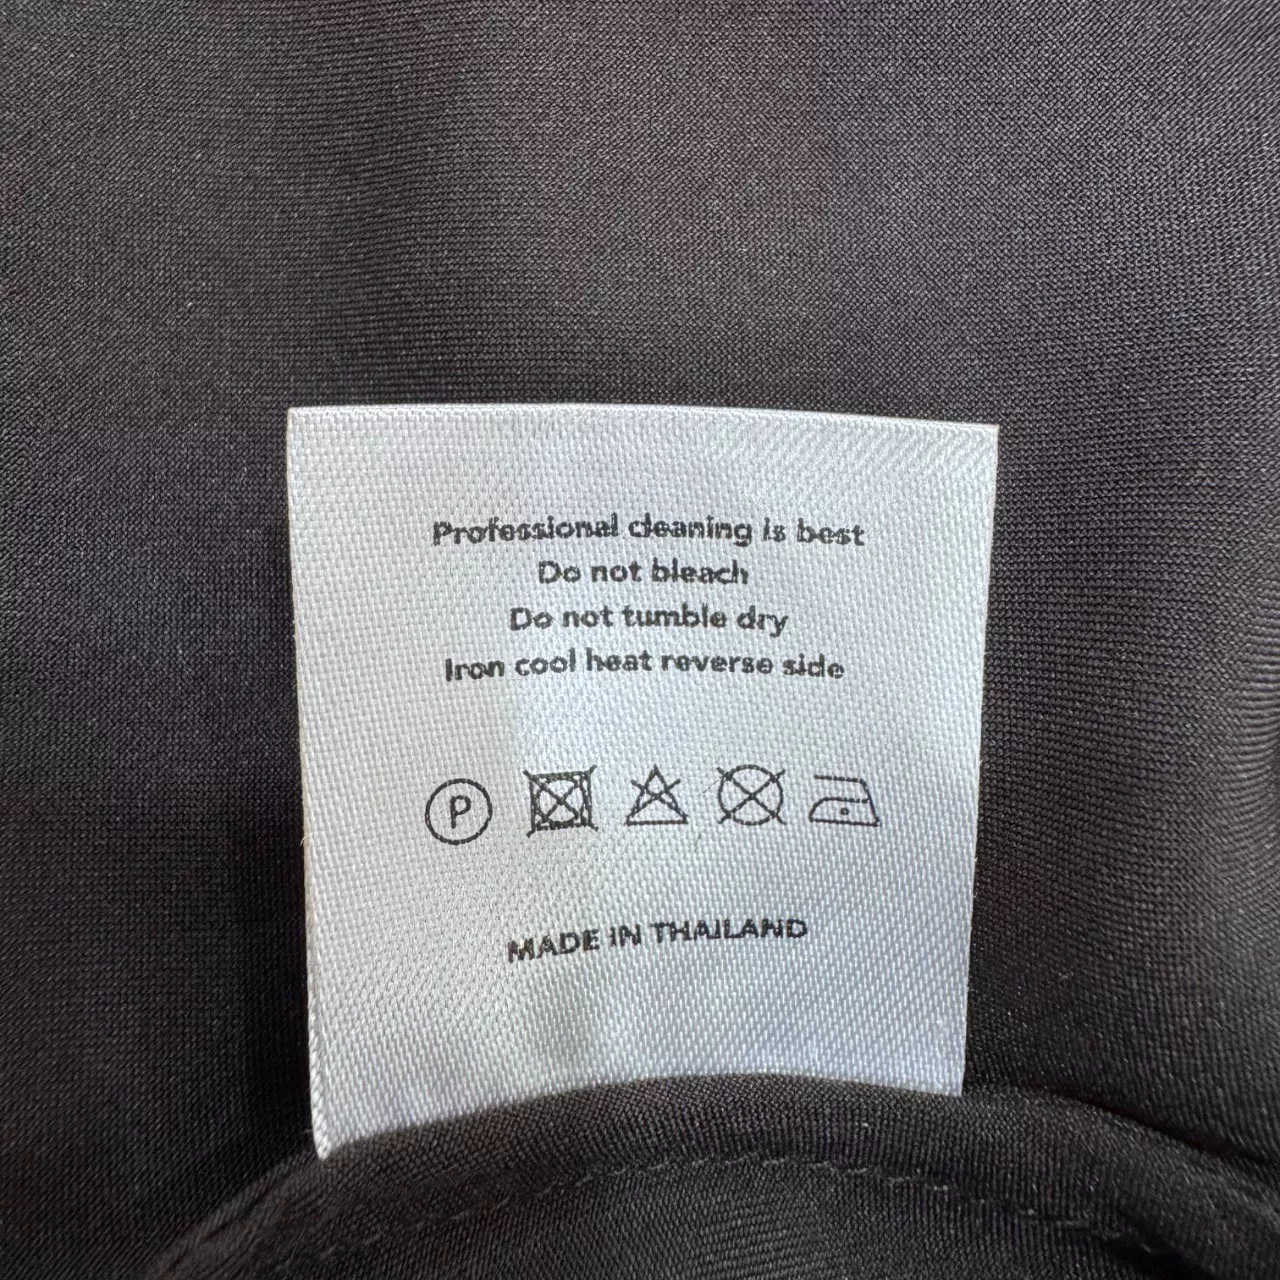 Professional cleaning is best
Do not bleach
Do not tumble dry
Iron cool heat reverse side
P
MADE IN THAILAND